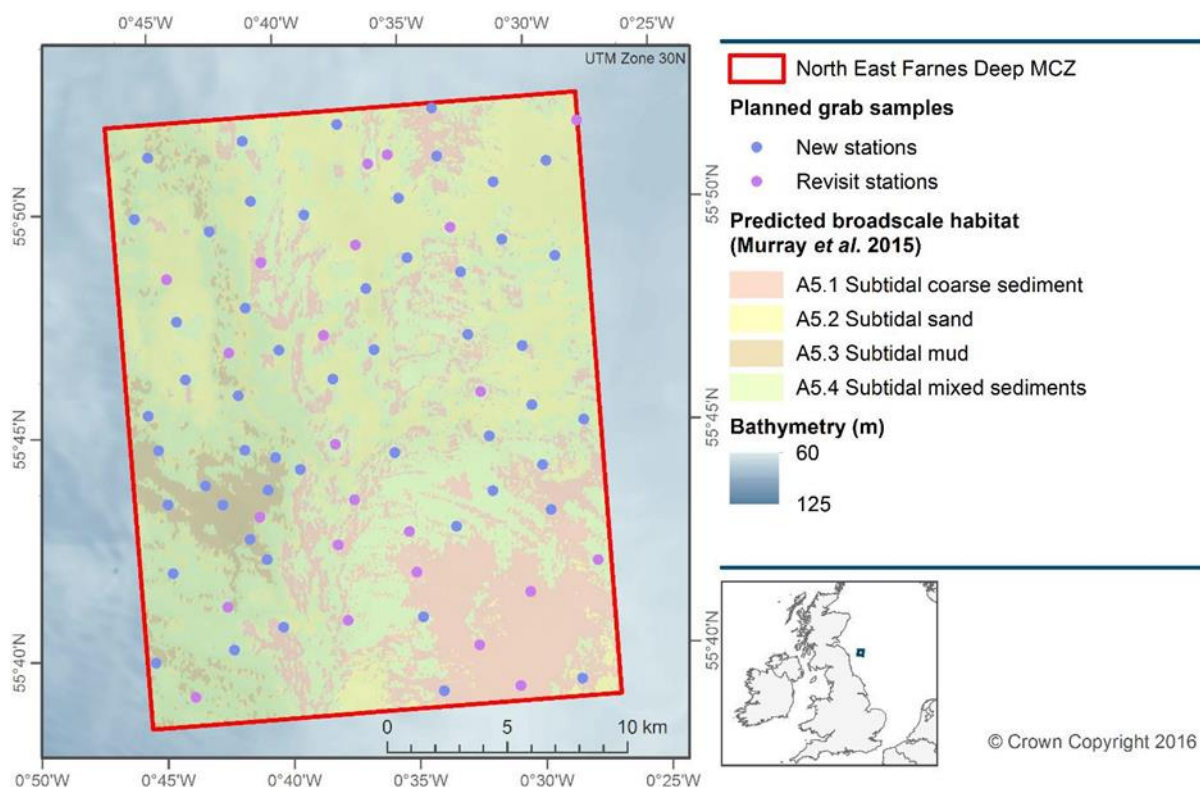 0°45'W 0°40'W 0°35'W 0°30'W 0°25'W
UTM Zone 30N
55°50'N
55°45'N
55°40'N
55°50'N
55°45'N
55°40'N
0 5 10 km
0°50'W 0°45'W 0°40'W 0°35'W 0°30'W 0°25'W
North East Farnes Deep MCZ
Planned grab samples
New stations
Revisit stations
Predicted broadscale habitat
(Murray et al. 2015)
A5.1 Subtidal coarse sediment
A5.2 Subtidal sand
A5.3 Subtidal mud
A5.4 Subtidal mixed sediments
Bathymetry (m)
60
125
© Crown Copyright 2016